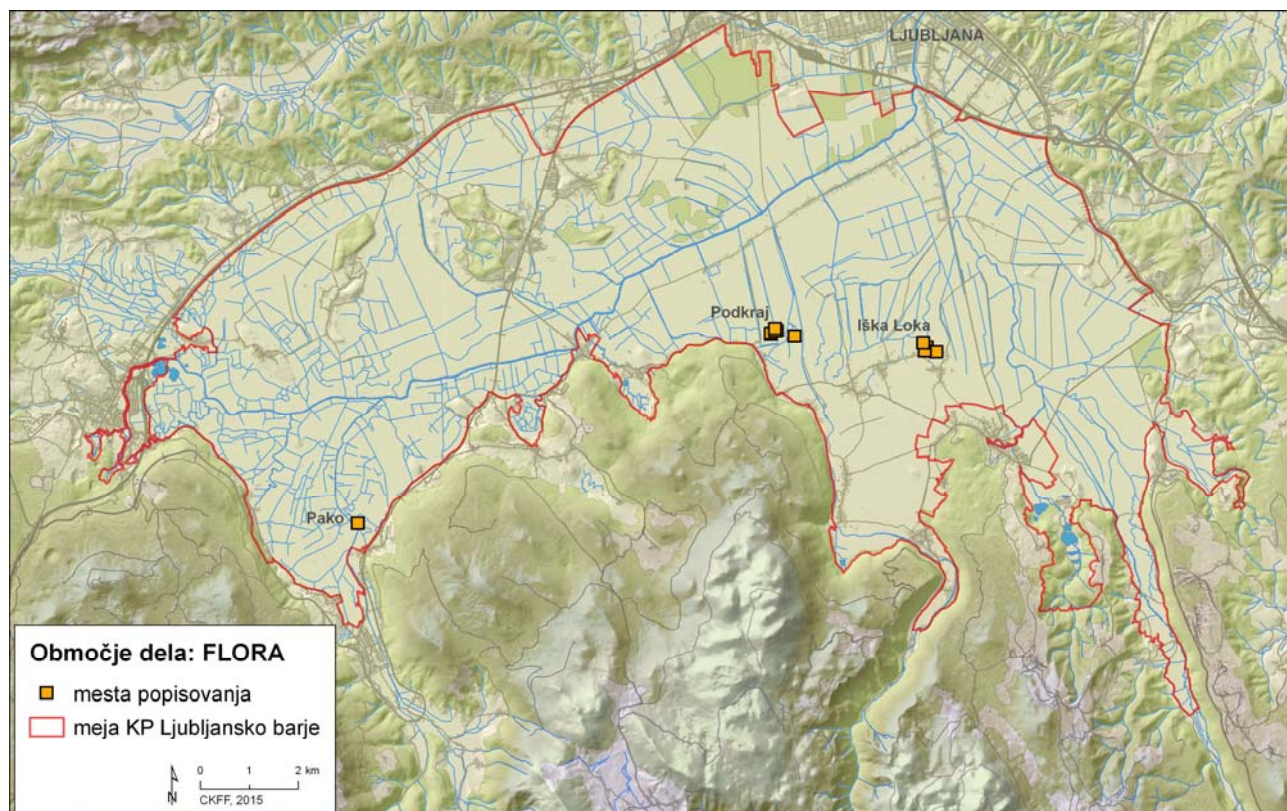 LJUBLJANA
Podkraj
Iška Loka
Pako
Območje dela: FLORA
mesta popisovanja
meja KP Ljubljansko barje
N
0 1 2 km
CKFF, 2015